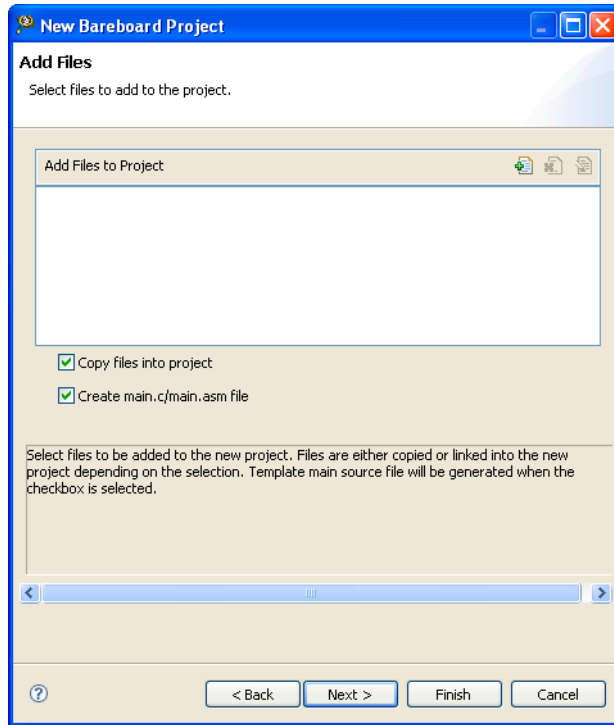 New Bareboard Project
Add Files
Select files to add to the project.
Add Files to Project
Copy files into project
Create main.c/main.asm file
Select files to be added to the new project. Files are either copied or linked into the new
project depending on the selection. Template main source file will be generated when the
checkbox is selected.
< Back
Next >
Finish
Cancel